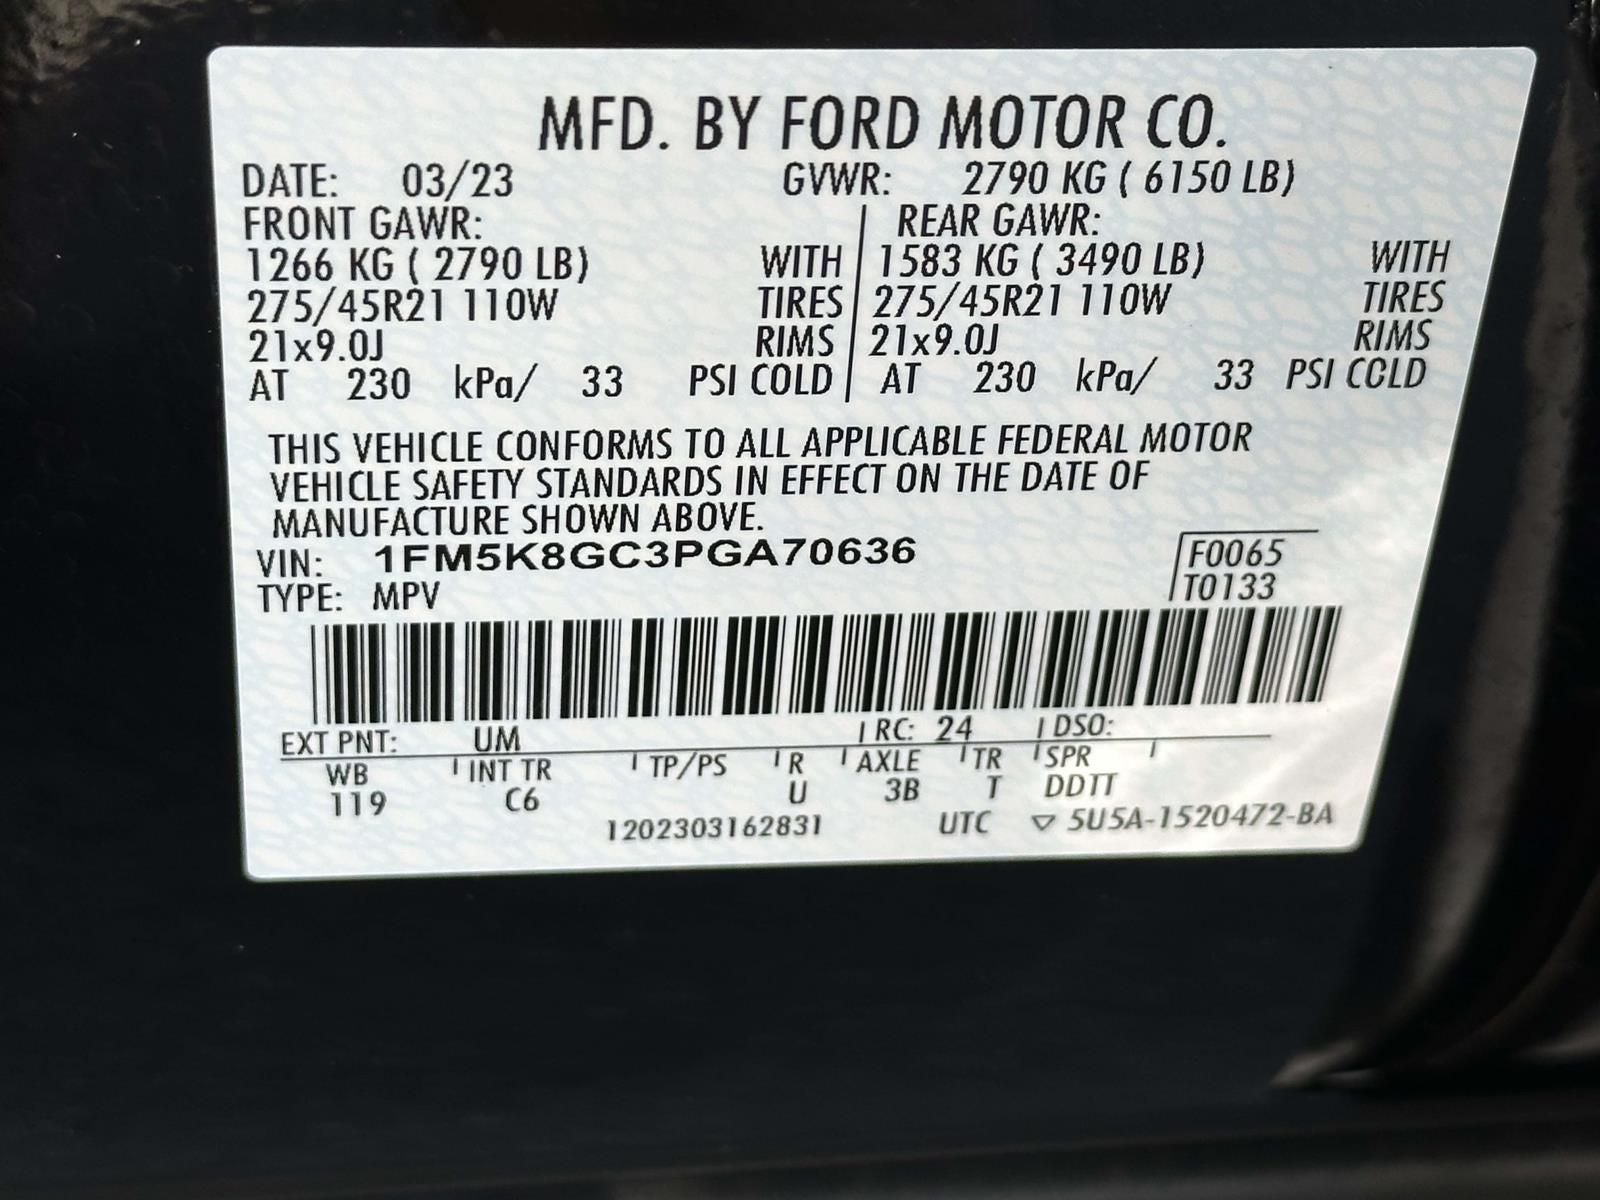 MFD. BY FORD MOTOR CO.
DATE: 03/23 GVWR: 2790 KG ( 6150 LB)
FRONT GAWR: REAR GAWR:
1266 KG ( 2790 LB) WITH 1583 KG ( 3490 LB) WITH
275/45R21 110W TIRES 275/45R21 110W TIRES
21x9.0J RIMS 21x9.0J RIMS
AT 230 kPa/ 33 PSI COLD AT 230 kPa/ 33 PSI COLD
THIS VEHICLE CONFORMS TO ALL APPLICABLE FEDERAL MOTOR
VEHICLE SAFETY STANDARDS IN EFFECT ON THE DATE OF
MANUFACTURE SHOWN ABOVE.
VIN: 1FM5K8GC3PGA70636 F0065
TYPE: MPV T0133
EXT PNT: UM RC: 24 DSO:
WB INT TR TP/PS R AXLE TR SPR
119 C6 U 3B T DDTT
1202303162831 UTC ▽ 5U5A-1520472-BA